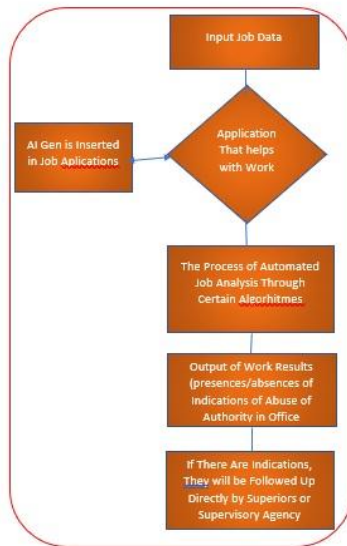 Input Job Data
AI Gen is Inserted
in Job Aplications
Application
That helps
with Work
The Process of Automated
Job Analysis Through
Certain Algorhitmes
Output of Work Results
(presences/absences of
Indications of Abuse of
Authority in Office
If There Are Indications,
They will be Followed Up
Directly by Superiors or
Supervisory Agency